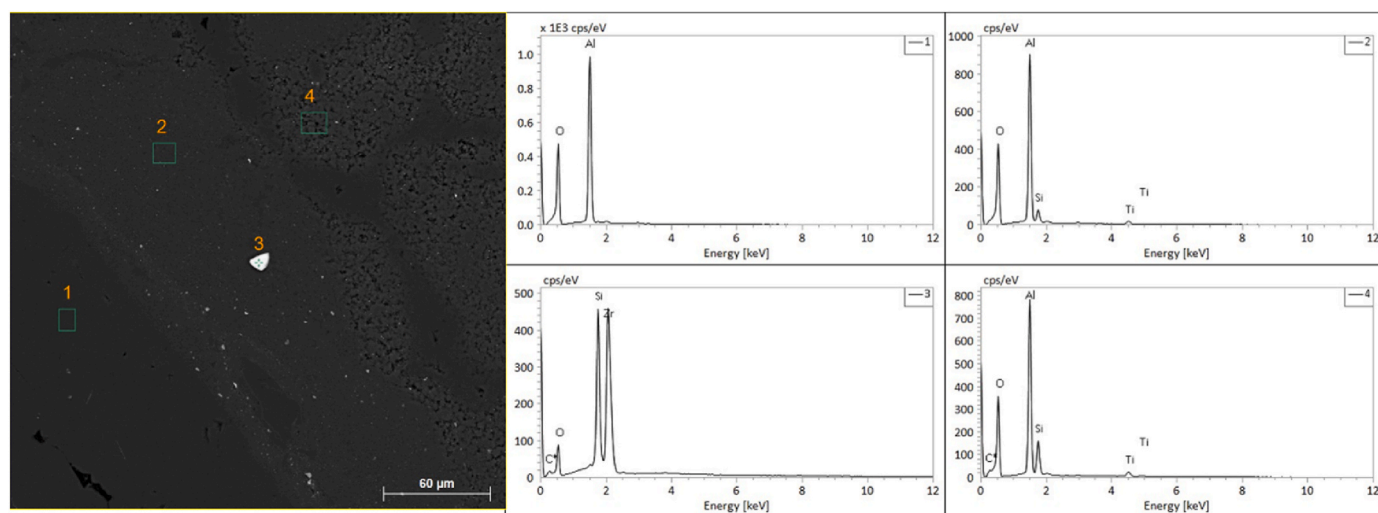 1
2
3
4
60 µm
x 1E3 cps/eV
1
Al
O
1.0
0.8
0.6
0.4
0.2
0.0
0 2 4 6 8 10 12
Energy [keV]
cps/eV
2
1000
Al
800
600
O
400
200
Si
Ti
Ti
0
0 2 4 6 8 10 12
Energy [keV]
cps/eV
3
500
Si
Zr
400
300
200
100
O
C*
0
0 2 4 6 8 10 12
Energy [keV]
cps/eV
4
800
Al
700
600
500
400
O
300
200
Si
Ti
100
C*
Ti
0
0 2 4 6 8 10 12
Energy [keV]